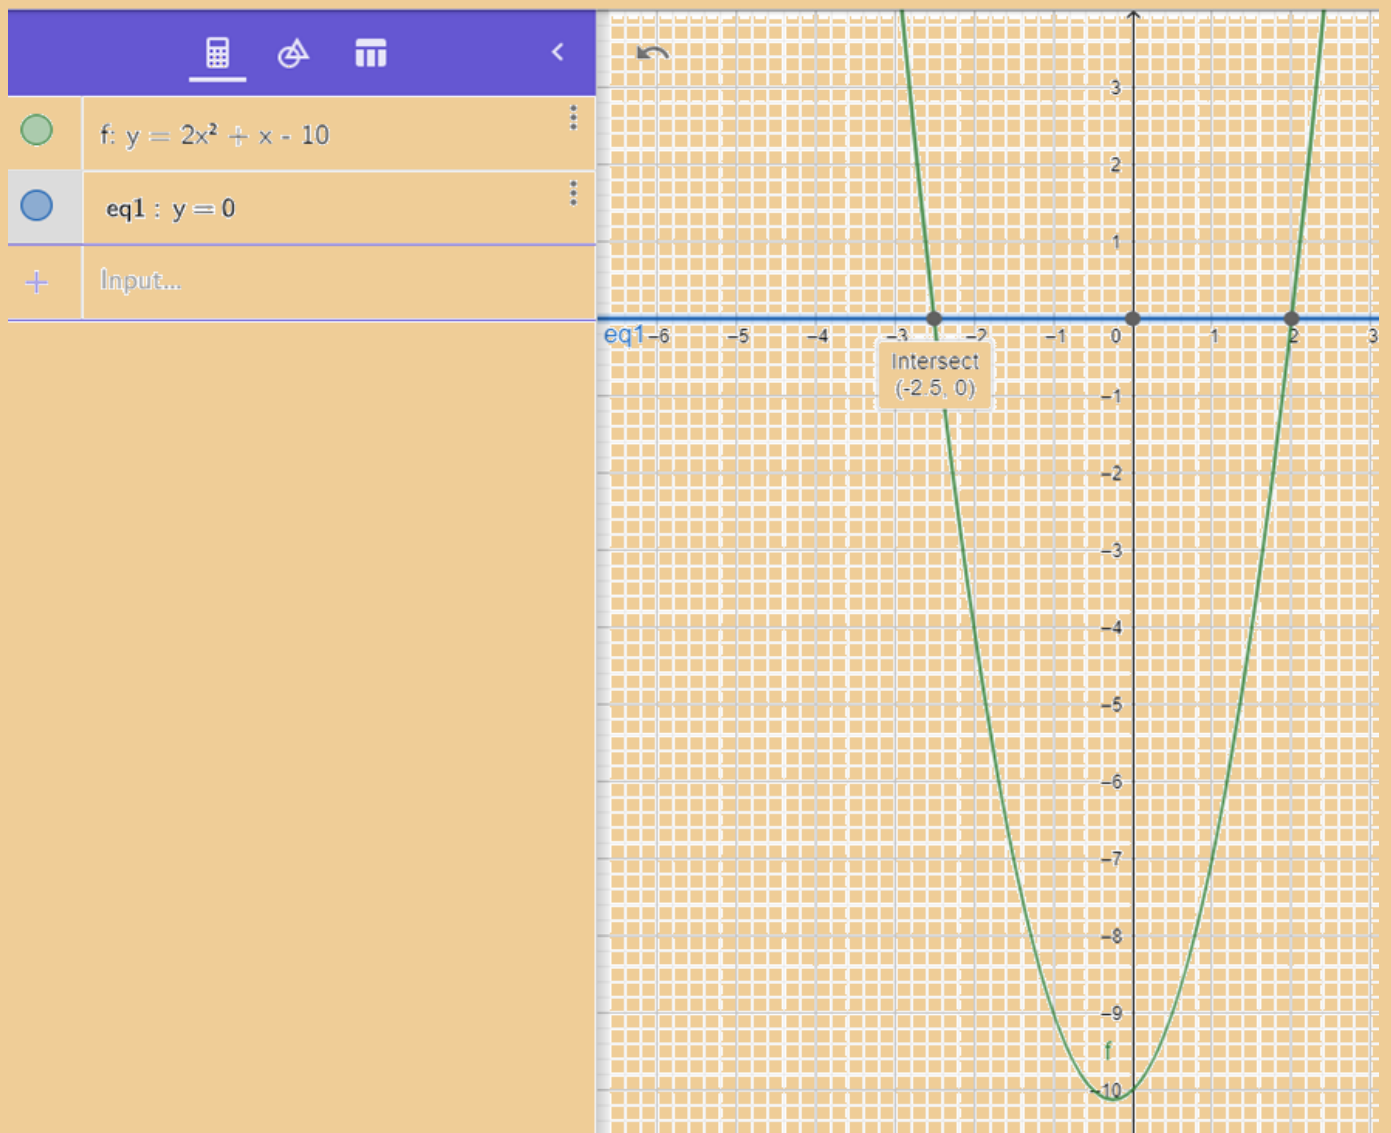 f: y = 2x² + x - 10
eq1 : y = 0
Input...
3
2
1
eq1 −6 −5 −4 −3 −2 −1 0 1 2 3
Intersect
(-2.5, 0)
−1
−2
−3
−4
−5
−6
−7
−8
−9
f
−10